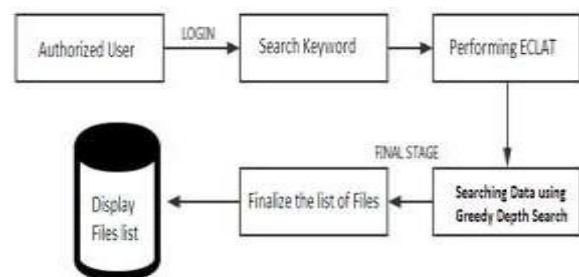 Authorized User
LOGIN
Search Keyword
Performing ECLAT
FINAL STAGE
Searching Data using
Greedy Depth Search
Finalize the list of Files
Display
Files list